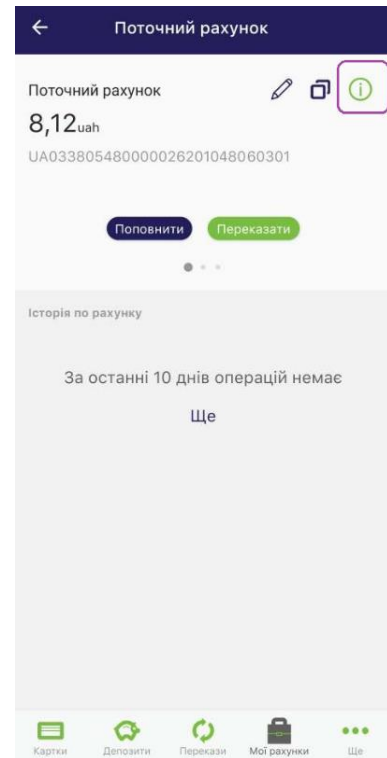 Поточний рахунок
Поточний рахунок
8,12uah
UA033805480000026201048060301
Поповнити Переказати
Історія по рахунку
За останні 10 днів операцій немає
Ще
Картки Депозити Перекази Мої рахунки Ще